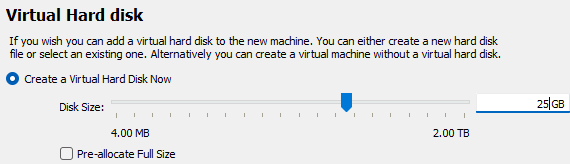 Virtual Hard disk
If you wish you can add a virtual hard disk to the new machine. You can either create a new hard disk
file or select an existing one. Alternatively you can create a virtual machine without a virtual hard disk.
Create a Virtual Hard Disk Now
Disk Size:
25 GB
4.00 MB
2.00 TB
Pre-allocate Full Size